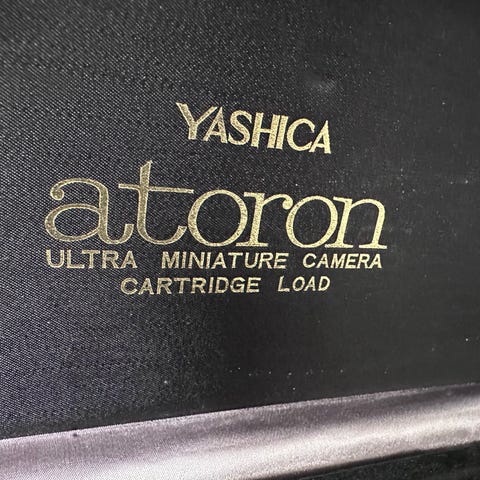 YASHICA
atoron
ULTRA MINIATURE CAMERA
CARTRIDGE LOAD